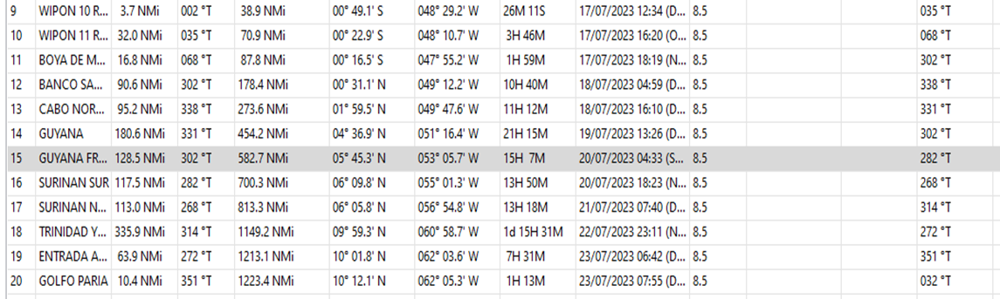 9 WIPON 10 R... 3.7 NMi 002 °T 38.9 NMi 00° 49.1' S 048° 29.2' W 26M 11S 17/07/2023 12:34 (D... 8.5 035 °T
10 WIPON 11 R... 32.0 NMi 035 °T 70.9 NMi 00° 22.9' S 048° 10.7' W 3H 46M 17/07/2023 16:20 (O... 8.5 068 °T
11 BOYA DE M... 16.8 NMi 068 °T 87.8 NMi 00° 16.5' S 047° 55.2' W 1H 59M 17/07/2023 18:19 (N... 8.5 302 °T
12 BANCO SA... 90.6 NMi 302 °T 178.4 NMi 00° 31.1' N 049° 12.2' W 10H 40M 18/07/2023 04:59 (D... 8.5 338 °T
13 CABO NOR... 95.2 NMi 338 °T 273.6 NMi 01° 59.5' N 049° 47.6' W 11H 12M 18/07/2023 16:10 (D... 8.5 331 °T
14 GUYANA 180.6 NMi 331 °T 454.2 NMi 04° 36.9' N 051° 16.4' W 21H 15M 19/07/2023 13:26 (D... 8.5 302 °T
15 GUYANA FR... 128.5 NMi 302 °T 582.7 NMi 05° 45.3' N 053° 05.7' W 15H 7M 20/07/2023 04:33 (S... 8.5 282 °T
16 SURINAN SUR 117.5 NMi 282 °T 700.3 NMi 06° 09.8' N 055° 01.3' W 13H 50M 20/07/2023 18:23 (N... 8.5 268 °T
17 SURINAN N... 113.0 NMi 268 °T 813.3 NMi 06° 05.8' N 056° 54.8' W 13H 18M 21/07/2023 07:40 (D... 8.5 314 °T
18 TRINIDAD Y... 335.9 NMi 314 °T 1149.2 NMi 09° 59.3' N 060° 58.7' W 1d 15H 31M 22/07/2023 23:11 (N... 8.5 272 °T
19 ENTRADA A... 63.9 NMi 272 °T 1213.1 NMi 10° 01.8' N 062° 03.6' W 7H 31M 23/07/2023 06:42 (D... 8.5 351 °T
20 GOLFO PARIA 10.4 NMi 351 °T 1223.4 NMi 10° 12.1' N 062° 05.3' W 1H 13M 23/07/2023 07:55 (D... 8.5 032 °T